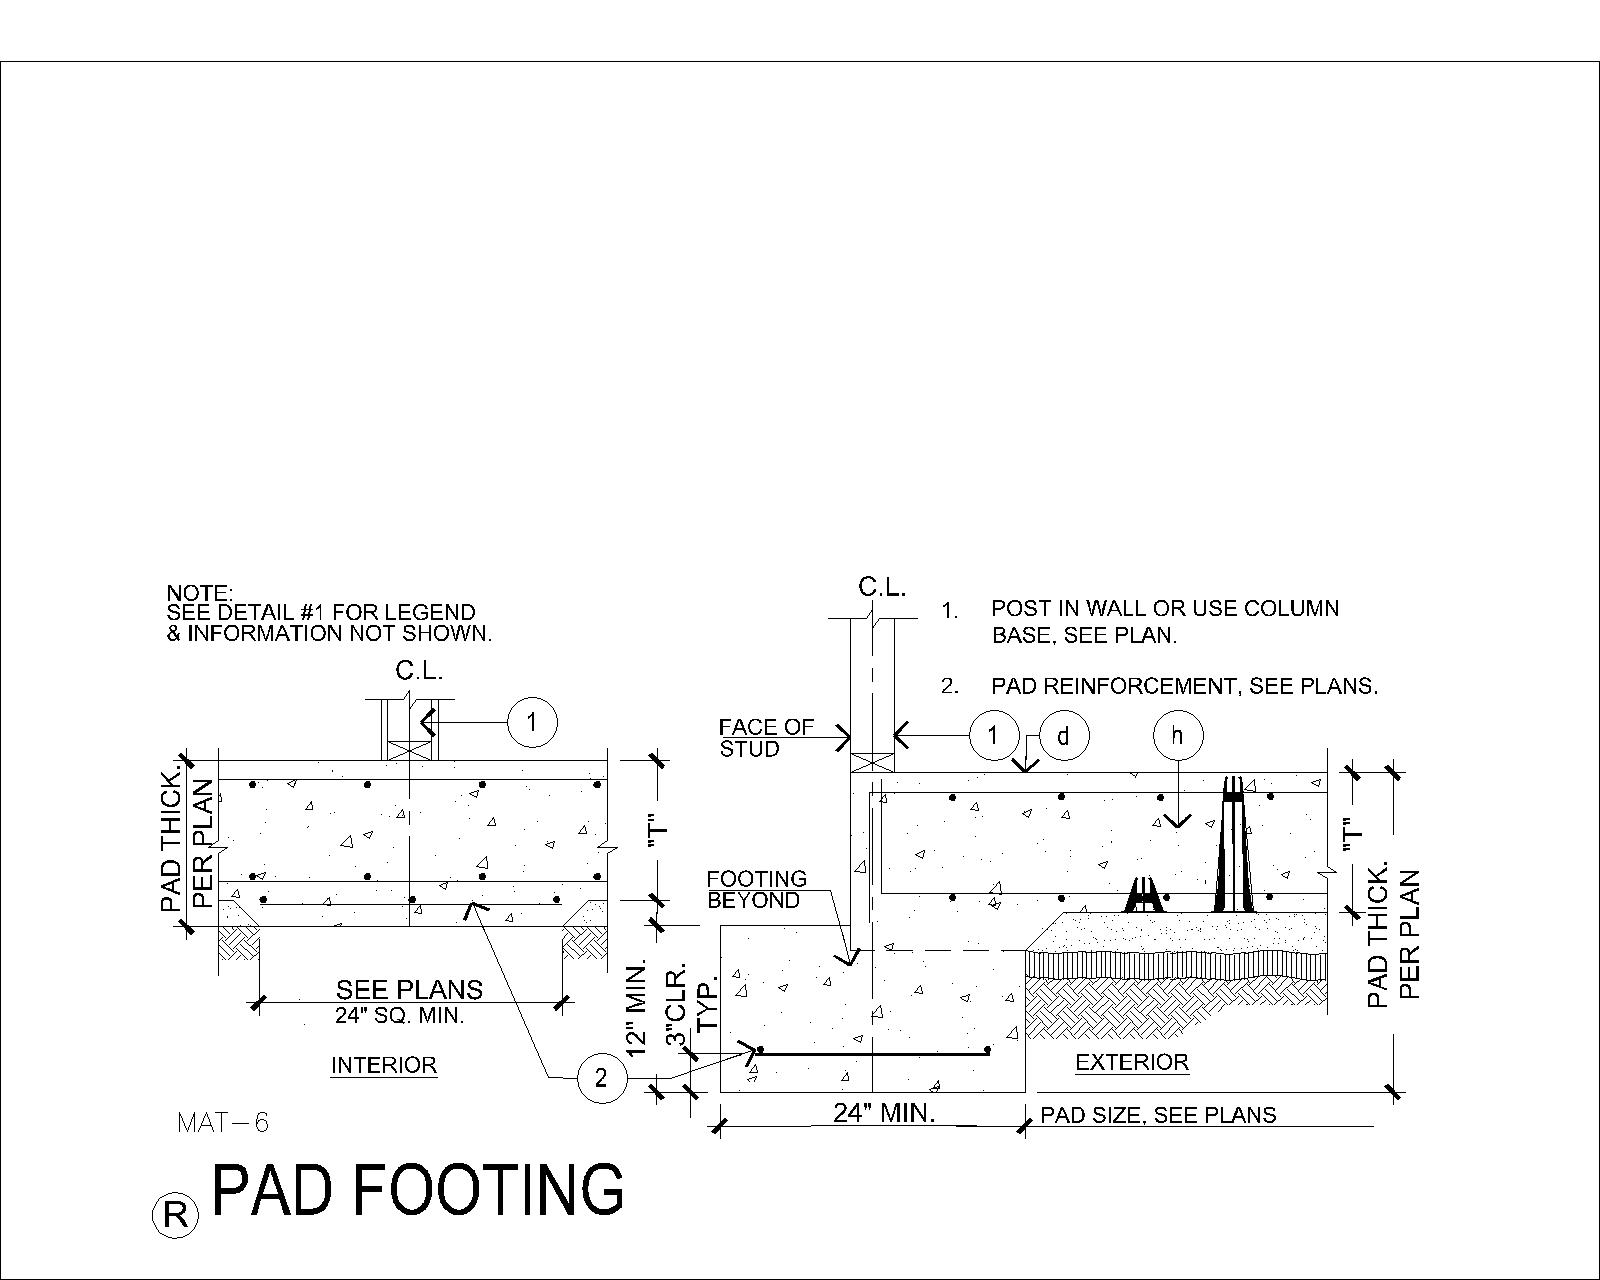 NOTE:
SEE DETAIL #1 FOR LEGEND
& INFORMATION NOT SHOWN.
C.L.
1
PAD THICK.
PER PLAN
"T"
SEE PLANS
24" SQ. MIN.
INTERIOR
2
12" MIN.
3"CLR.
TYP.
C.L.
1. POST IN WALL OR USE COLUMN
BASE, SEE PLAN.
2. PAD REINFORCEMENT, SEE PLANS.
FACE OF
STUD
1
d
h
FOOTING
BEYOND
"T"
PAD THICK.
PER PLAN
EXTERIOR
24" MIN.
PAD SIZE, SEE PLANS
MAT-6
R
PAD FOOTING